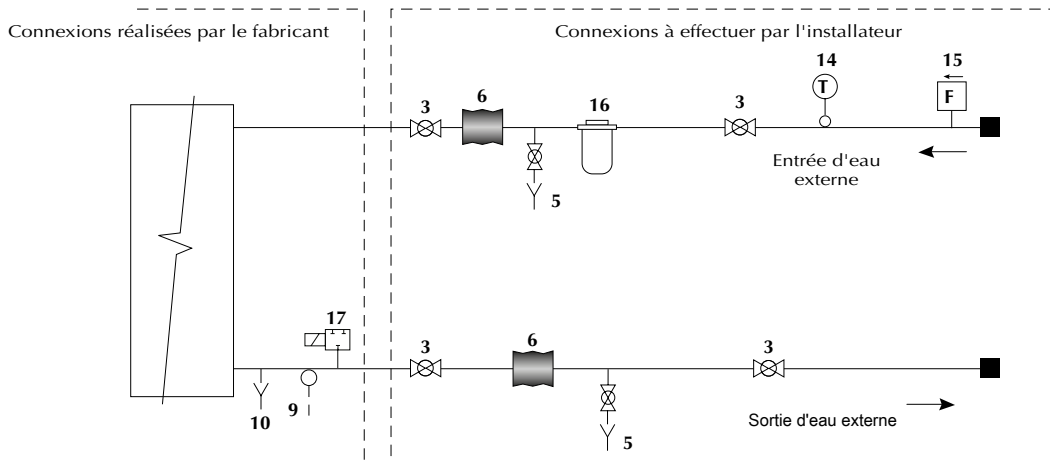 Connexions réalisées par le fabricant
Connexions à effectuer par l'installateur
14
15
3
6
16
3
T
F
Entrée d'eau
externe
5
17
3
6
3
10
9
5
Sortie d'eau externe